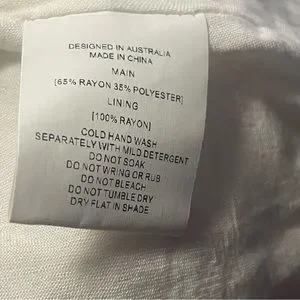 DESIGNED IN AUSTRALIA
MADE IN CHINA
MAIN
[65% RAYON 35% POLYESTER]
LINING
[100% RAYON]
COLD HAND WASH
SEPARATELY WITH MILD DETERGENT
DO NOT SOAK
DO NOT WRING OR RUB
DO NOT BLEACH
DO NOT TUMBLE DRY
DRY FLAT IN SHADE